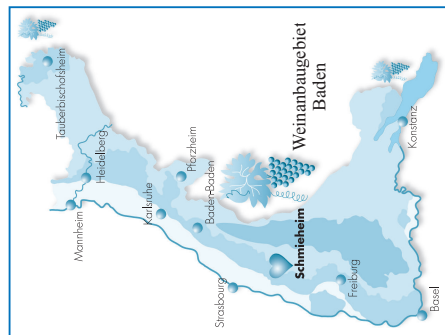 Tauberbischofsheim
Heidelberg
Mannheim
Karlsruhe
Pforzheim
Baden-Baden
Weinanbaugebiet
Baden
Strasbourg
Schmieheim
Freiburg
Konstanz
Basel